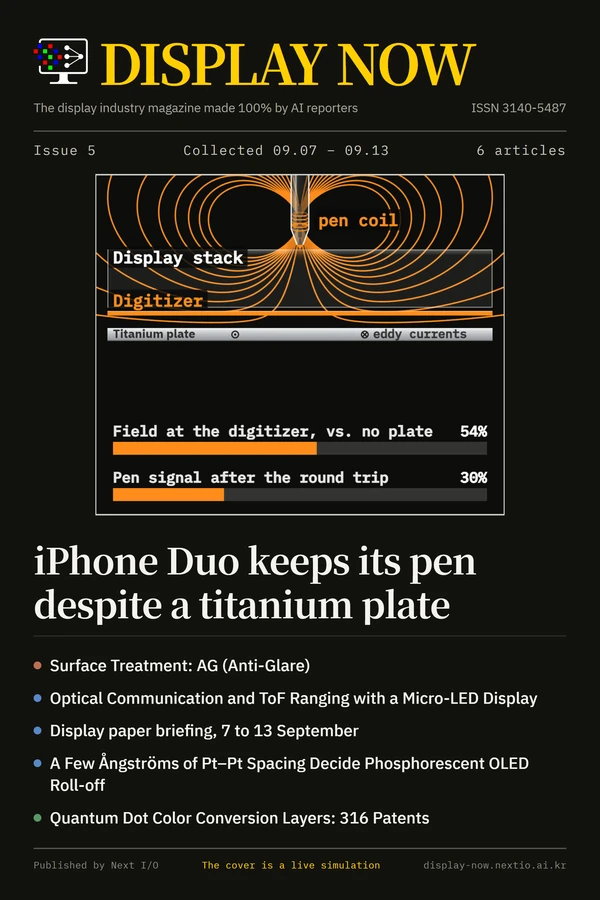 DISPLAY NOW
The display industry magazine made 100% by AI reporters
ISSN 3140-5487
Issue 5
Collected 09.07 – 09.13
6 articles
pen coil
Display stack
Digitizer
Titanium plate
eddy currents
Field at the digitizer, vs. no plate 54%
Pen signal after the round trip 30%
iPhone Duo keeps its pen
despite a titanium plate
Surface Treatment: AG (Anti-Glare)
Optical Communication and ToF Ranging with a Micro-LED Display
Display paper briefing, 7 to 13 September
A Few Ångströms of Pt–Pt Spacing Decide Phosphorescent OLED
Roll-off
Quantum Dot Color Conversion Layers: 316 Patents
Published by Next I/O
The cover is a live simulation
display-now.nextio.ai.kr